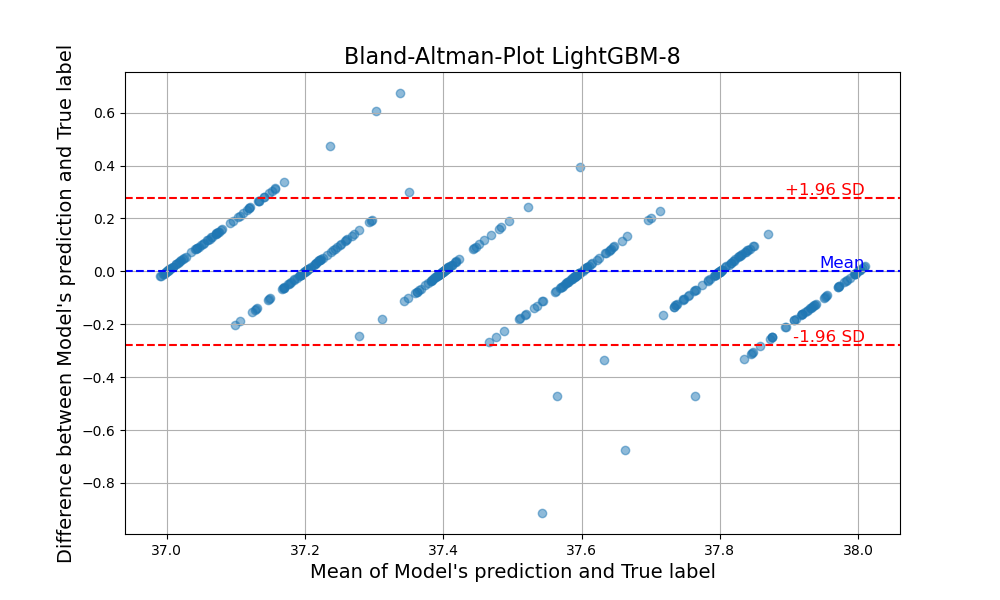 Bland-Altman-Plot LightGBM-8
Difference between Model's prediction and True label
0.6
0.4
0.2
0.0
−0.2
−0.4
−0.6
−0.8
+1.96 SD
Mean
-1.96 SD
37.0 37.2 37.4 37.6 37.8 38.0
Mean of Model's prediction and True label